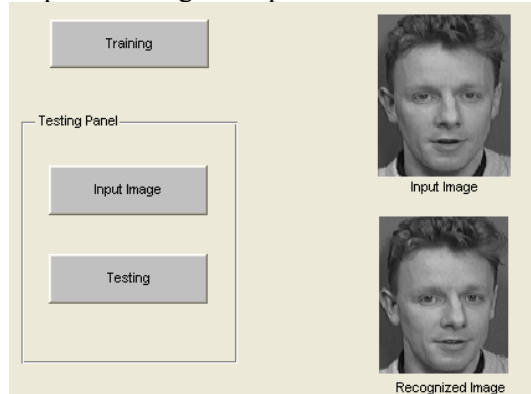 Training
Testing Panel
Input Image
Testing
Input Image
Recognized Image